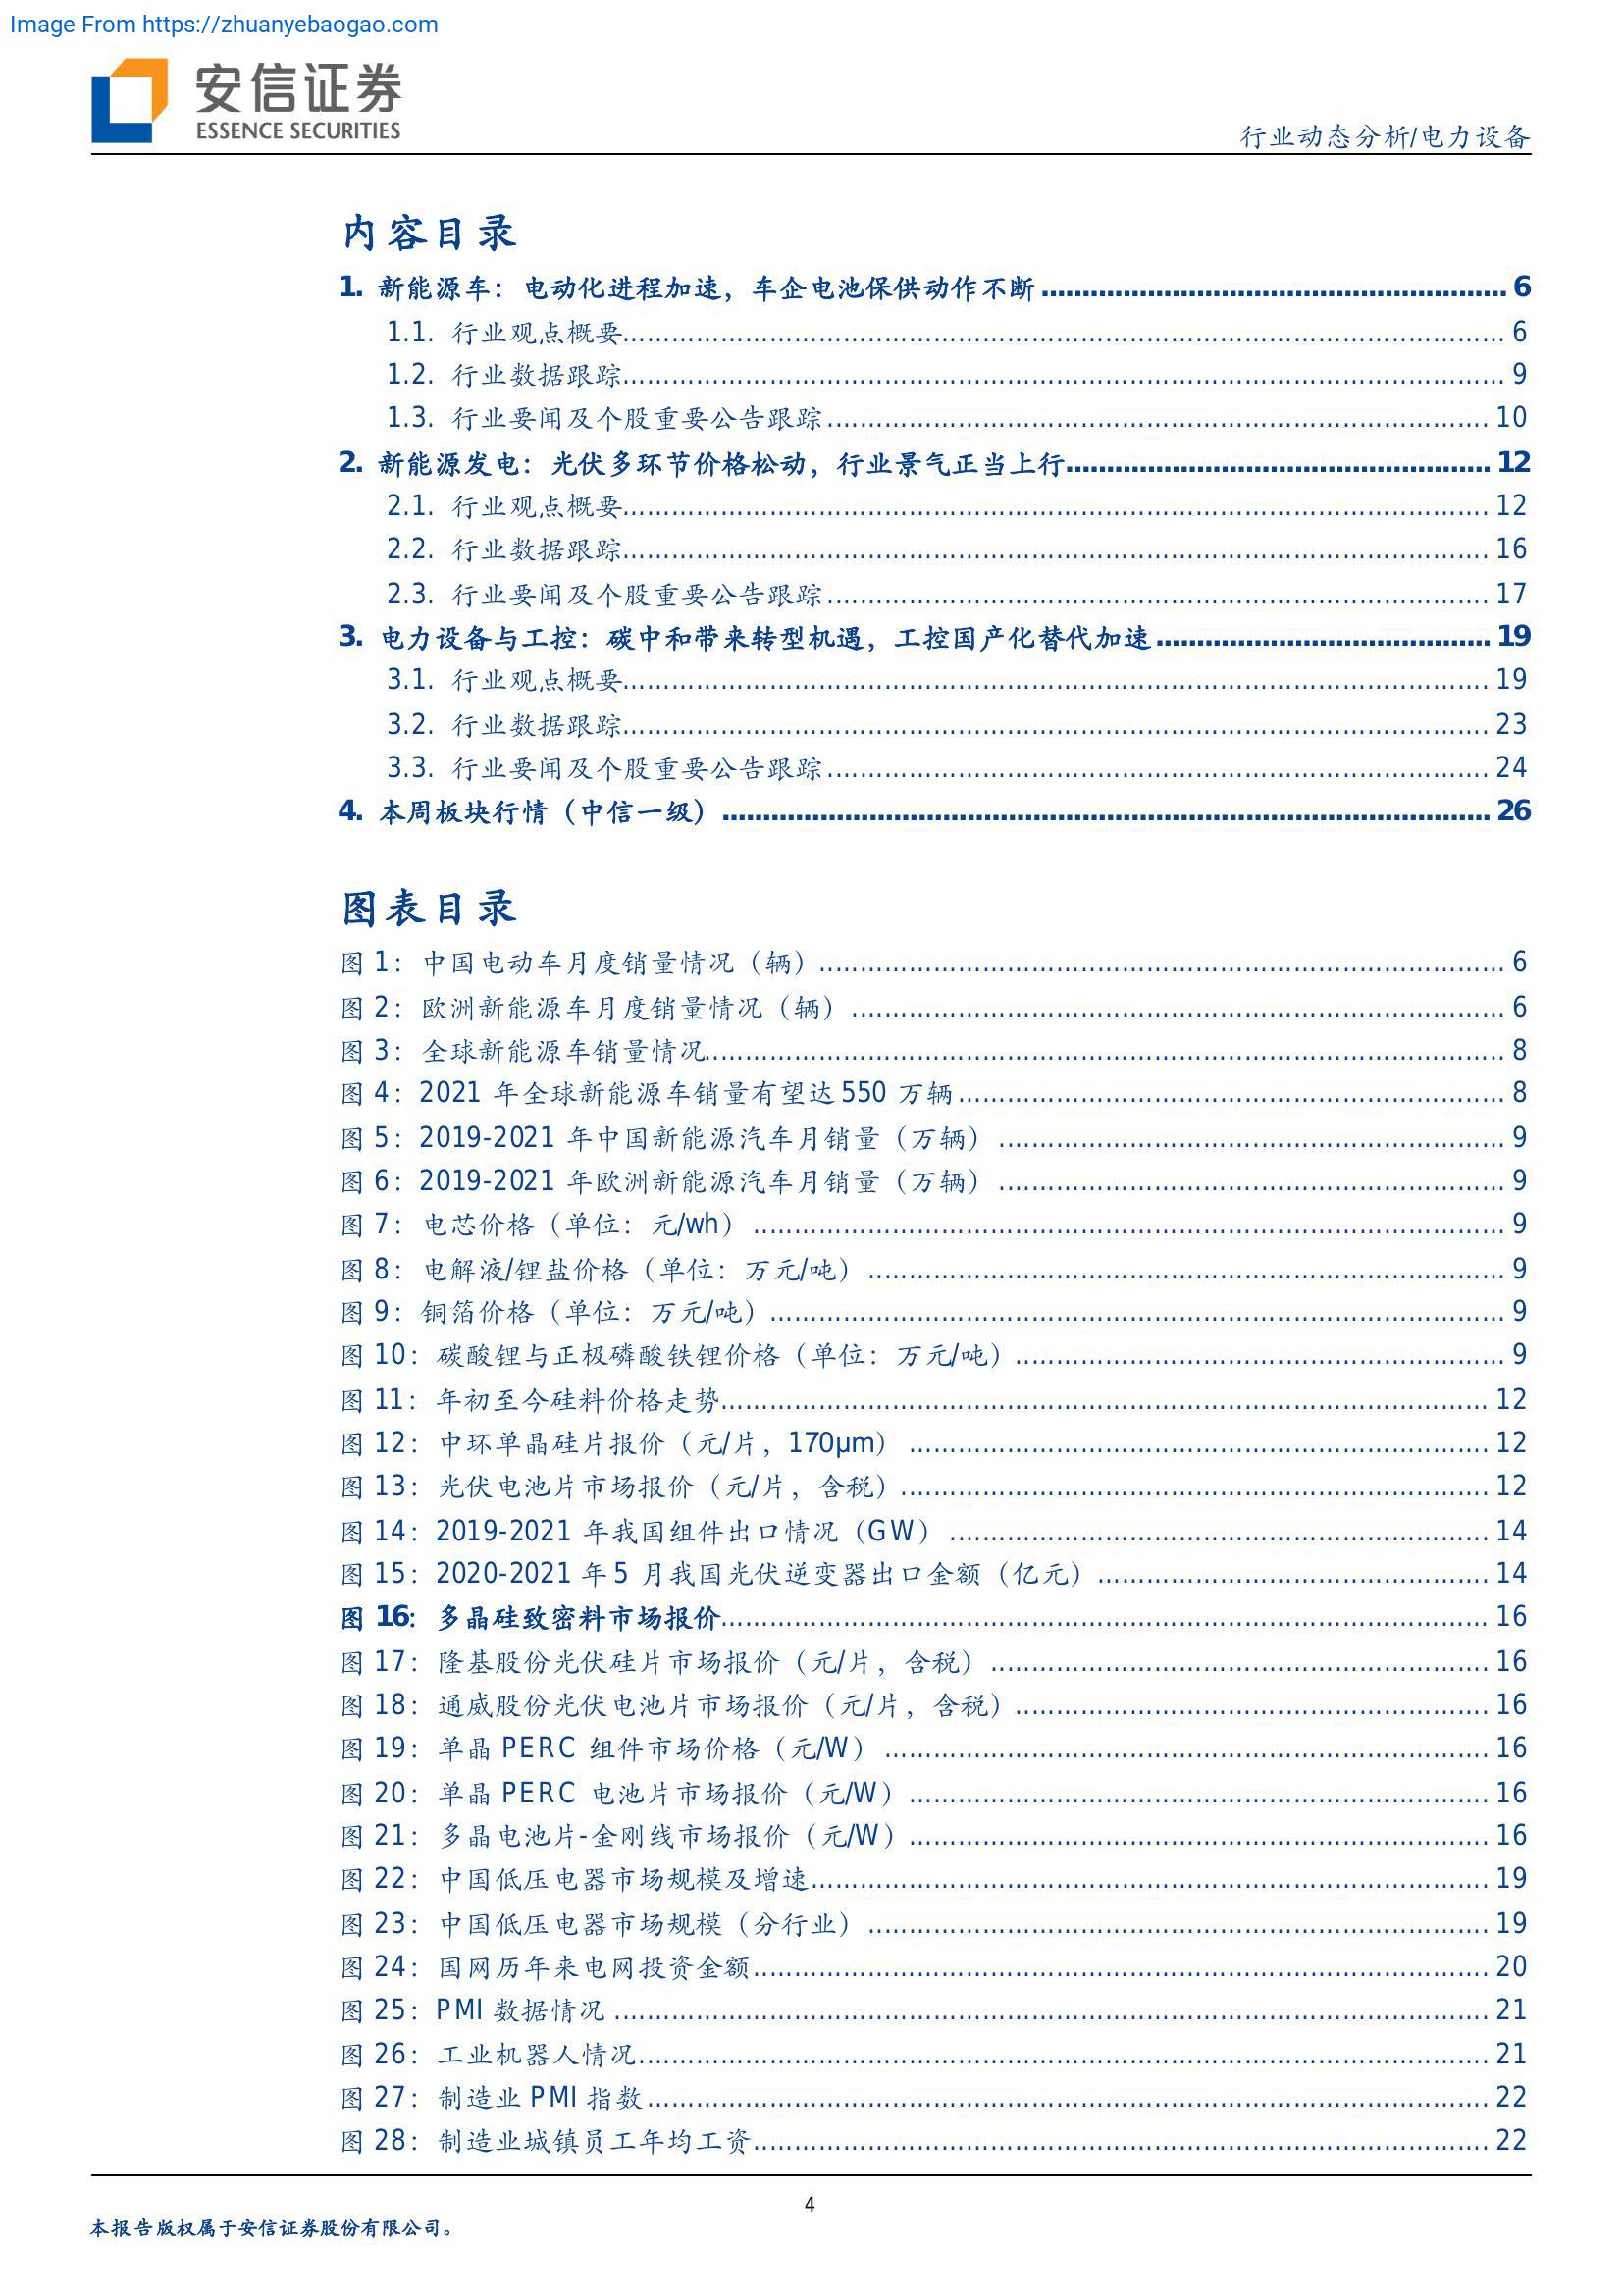 Image From https://zhuanyebaogao.com
安信证券
ESSENCE SECURITIES
行业动态分析/电力设备
内容目录
1. 新能源车：电动化进程加速，车企电池保供动作不断 6
1.1. 行业观点概要 6
1.2. 行业数据跟踪 9
1.3. 行业要闻及个股重要公告跟踪 10
2. 新能源发电：光伏多环节价格松动，行业景气正当上行 12
2.1. 行业观点概要 12
2.2. 行业数据跟踪 16
2.3. 行业要闻及个股重要公告跟踪 17
3. 电力设备与工控：碳中和带来转型机遇，工控国产化替代加速 19
3.1. 行业观点概要 19
3.2. 行业数据跟踪 23
3.3. 行业要闻及个股重要公告跟踪 24
4. 本周板块行情（中信一级） 26
图表目录
图 1：中国电动车月度销量情况（辆） 6
图 2：欧洲新能源车月度销量情况（辆） 6
图 3：全球新能源车销量情况 8
图 4：2021 年全球新能源车销量有望达 550 万辆 8
图 5：2019-2021 年中国新能源汽车月销量（万辆） 9
图 6：2019-2021 年欧洲新能源汽车月销量（万辆） 9
图 7：电芯价格（单位：元/wh） 9
图 8：电解液/锂盐价格（单位：万元/吨） 9
图 9：铜箔价格（单位：万元/吨） 9
图 10：碳酸锂与正极磷酸铁锂价格（单位：万元/吨） 9
图 11：年初至今硅料价格走势 12
图 12：中环单晶硅片报价（元/片，170μm） 12
图 13：光伏电池片市场报价（元/片，含税） 12
图 14：2019-2021 年我国组件出口情况（GW） 14
图 15：2020-2021 年 5 月我国光伏逆变器出口金额（亿元） 14
图 16：多晶硅致密料市场报价 16
图 17：隆基股份光伏硅片市场报价（元/片，含税） 16
图 18：通威股份光伏电池片市场报价（元/片，含税） 16
图 19：单晶 PERC 组件市场价格（元/W） 16
图 20：单晶 PERC 电池片市场报价（元/W） 16
图 21：多晶电池片-金刚线市场报价（元/W） 16
图 22：中国低压电器市场规模及增速 19
图 23：中国低压电器市场规模（分行业） 19
图 24：国网历年来电网投资金额 20
图 25：PMI 数据情况 21
图 26：工业机器人情况 21
图 27：制造业 PMI 指数 22
图 28：制造业城镇员工年均工资 22
4
本报告版权属于安信证券股份有限公司。